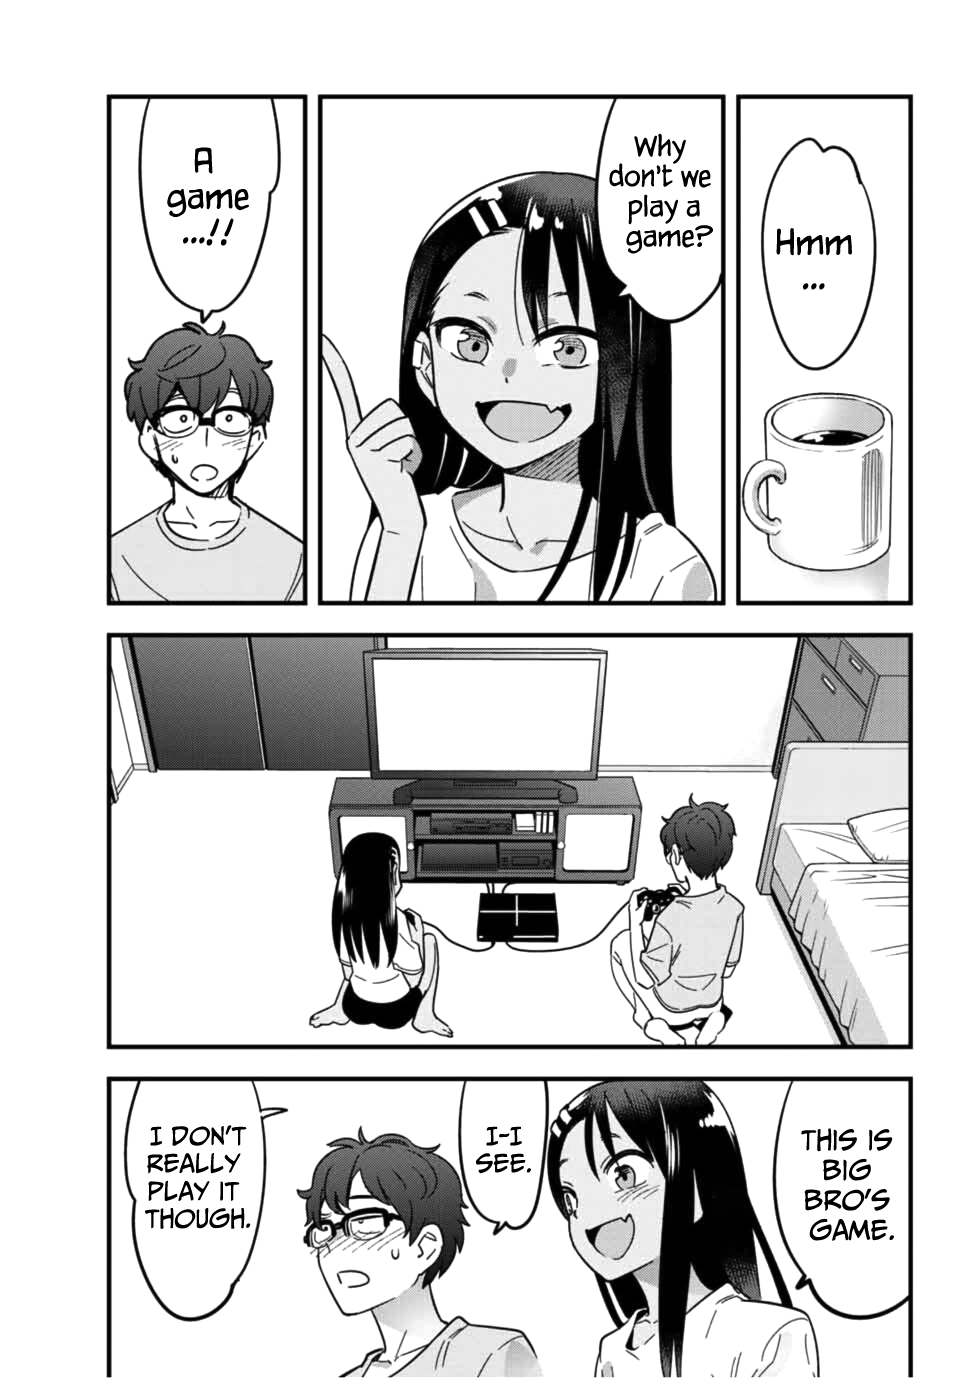 Hmm
...
Why
don't we
play a
game?
A
game
...!!
THIS IS
BIG
BRO'S
GAME.
I-I
SEE.
I DON'T
REALLY
PLAY IT
THOUGH.